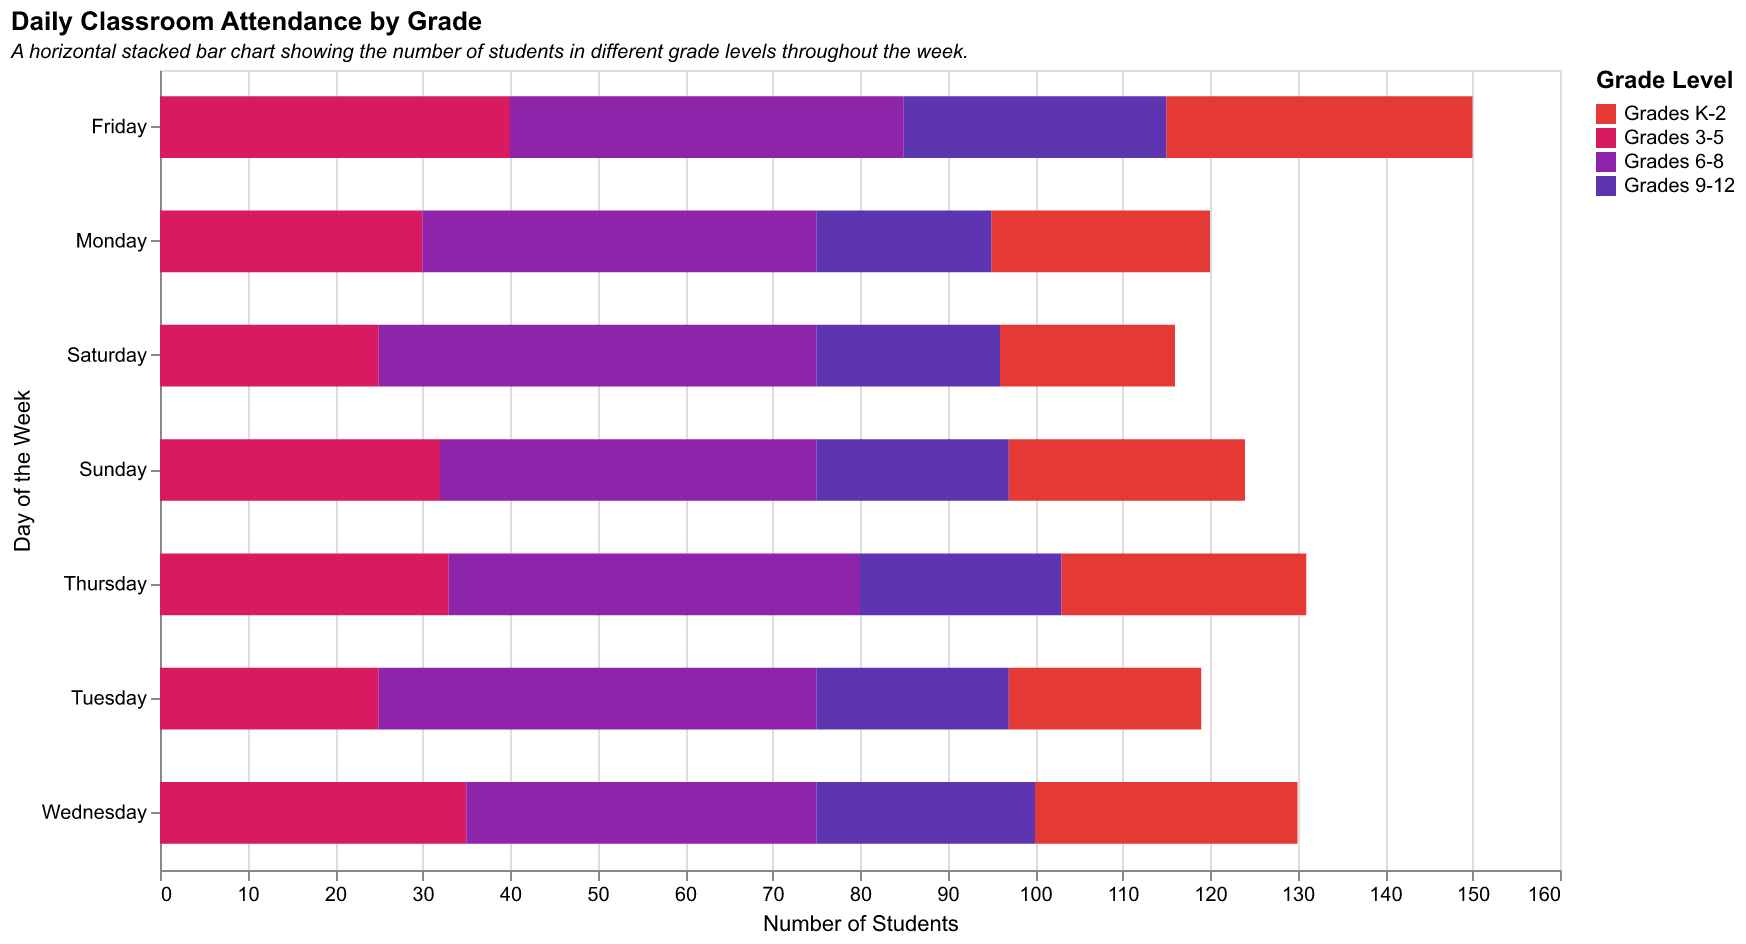 Daily Classroom Attendance by Grade
A horizontal stacked bar chart showing the number of students in different grade levels throughout the week.
Grade Level
Grades K-2
Grades 3-5
Grades 6-8
Grades 9-12
Day of the Week
Friday
Monday
Saturday
Sunday
Thursday
Tuesday
Wednesday
0 10 20 30 40 50 60 70 80 90 100 110 120 130 140 150 160
Number of Students